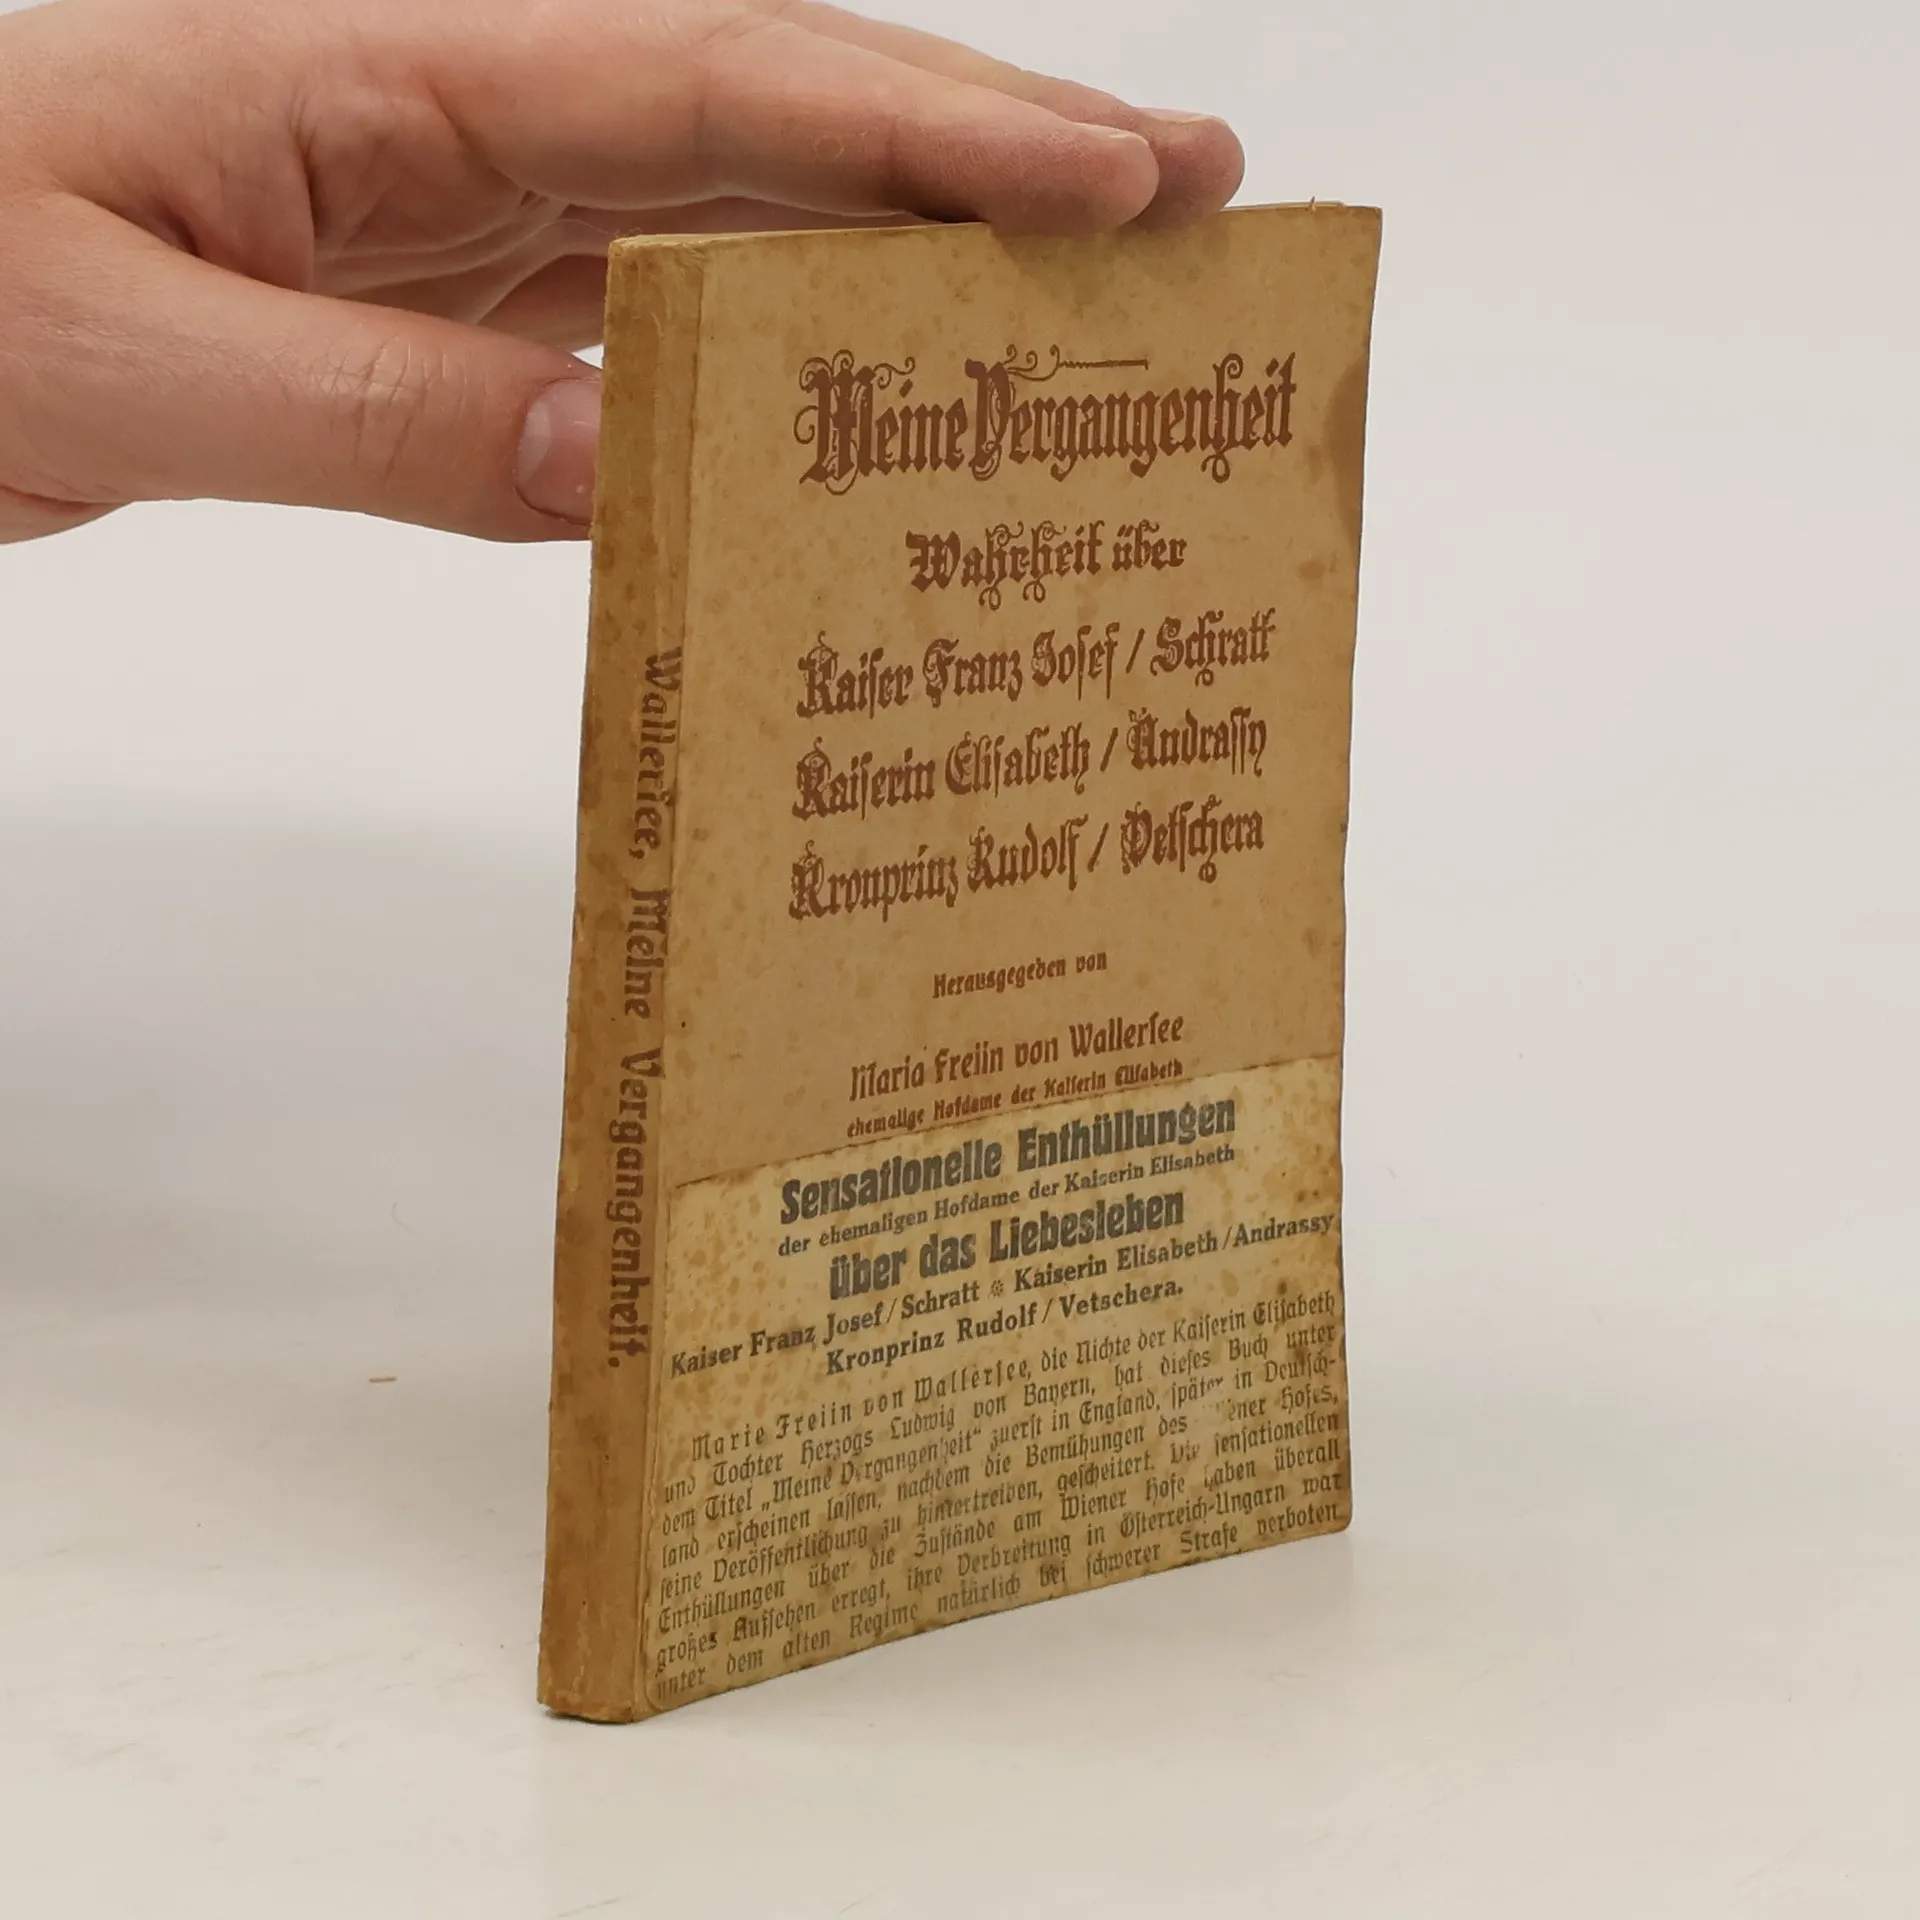 Meine Vergangenheit
Wahrheit über
Kaiser Franz Josef / Schratt
Kaiserin Elisabeth / Andrassy
Kronprinz Rudolf / Vetschera
Herausgegeben von
Maria Freiin von Wallersee
ehemalige Hofdame der Kaiserin Elisabeth
Sensationelle Enthüllungen
der ehemaligen Hofdame der Kaiserin Elisabeth
über das Liebesleben
Kaiser Franz Josef / Schratt * Kaiserin Elisabeth / Andrassy
Kronprinz Rudolf / Vetschera.
Marie Freiin von Wallersee, die Nichte der Kaiserin Elisabeth
und Tochter Herzogs Ludwig von Bayern, hat dieses Buch unter
dem Titel „Meine Vergangenheit“ zuerst in England, später in Deutsch-
land erscheinen lassen, nachdem die Bemühungen des Wiener Hofes,
seine Veröffentlichung zu hintertreiben, gescheitert. Die sensationellen
Enthüllungen über die Zustände am Wiener Hofe haben überall
großes Aufsehen erregt, ihre Verbreitung in Österreich-Ungarn war
unter dem alten Regime natürlich bei schwerer Strafe verboten
Wallersee, Meine Vergangenheit.